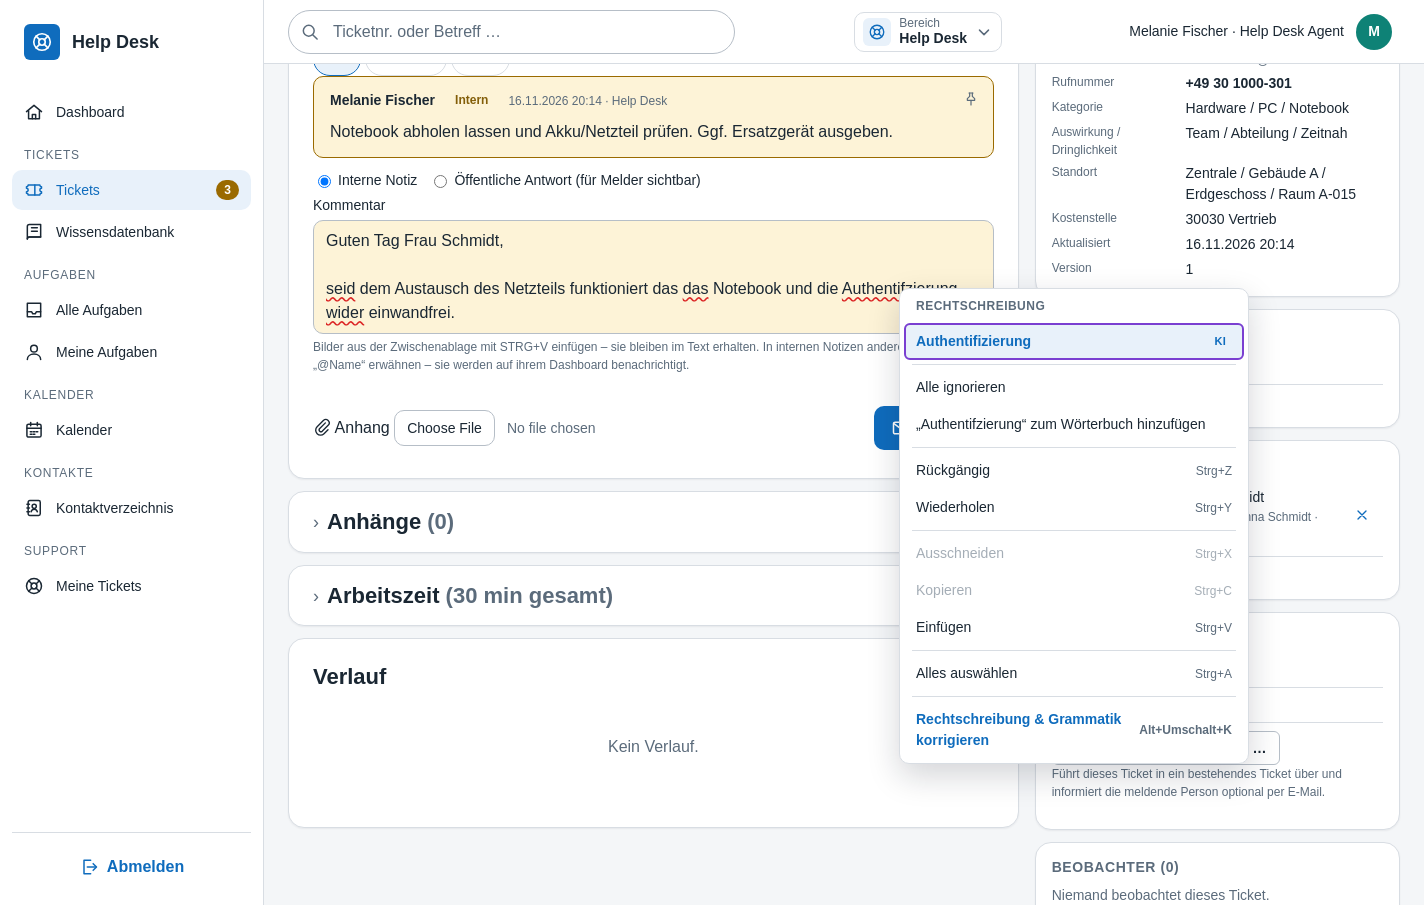 Help Desk
Ticketnr. oder Betreff …
Bereich
Help Desk
Melanie Fischer · Help Desk Agent
M
Dashboard
TICKETS
Tickets
3
Wissensdatenbank
AUFGABEN
Alle Aufgaben
Meine Aufgaben
KALENDER
Kalender
KONTAKTE
Kontaktverzeichnis
SUPPORT
Meine Tickets
Abmelden
Melanie Fischer Intern 16.11.2026 20:14 · Help Desk
Notebook abholen lassen und Akku/Netzteil prüfen. Ggf. Ersatzgerät ausgeben.
Interne Notiz
Öffentliche Antwort (für Melder sichtbar)
Kommentar
Guten Tag Frau Schmidt,
seid dem Austausch des Netzteils funktioniert das das Notebook und die Authentifzierung
wider einwandfrei.
Bilder aus der Zwischenablage mit STRG+V einfügen – sie bleiben im Text erhalten. In internen Notizen
„@Name“ erwähnen – sie werden auf ihrem Dashboard benachrichtigt.
Anhang
Choose File
No file chosen
› Anhänge (0)
› Arbeitszeit (30 min gesamt)
Verlauf
Kein Verlauf.
RECHTSCHREIBUNG
Authentifizierung KI
Alle ignorieren
„Authentifzierung“ zum Wörterbuch hinzufügen
Rückgängig Strg+Z
Wiederholen Strg+Y
Ausschneiden Strg+X
Kopieren Strg+C
Einfügen Strg+V
Alles auswählen Strg+A
Rechtschreibung & Grammatik
korrigieren
Alt+Umschalt+K
Rufnummer +49 30 1000-301
Kategorie Hardware / PC / Notebook
Auswirkung /
Dringlichkeit
Team / Abteilung / Zeitnah
Standort Zentrale / Gebäude A /
Erdgeschoss / Raum A-015
Kostenstelle 30030 Vertrieb
Aktualisiert 16.11.2026 20:14
Version 1
Schmidt ·
…
Führt dieses Ticket in ein bestehendes Ticket über und
informiert die meldende Person optional per E-Mail.
BEOBACHTER (0)
Niemand beobachtet dieses Ticket.